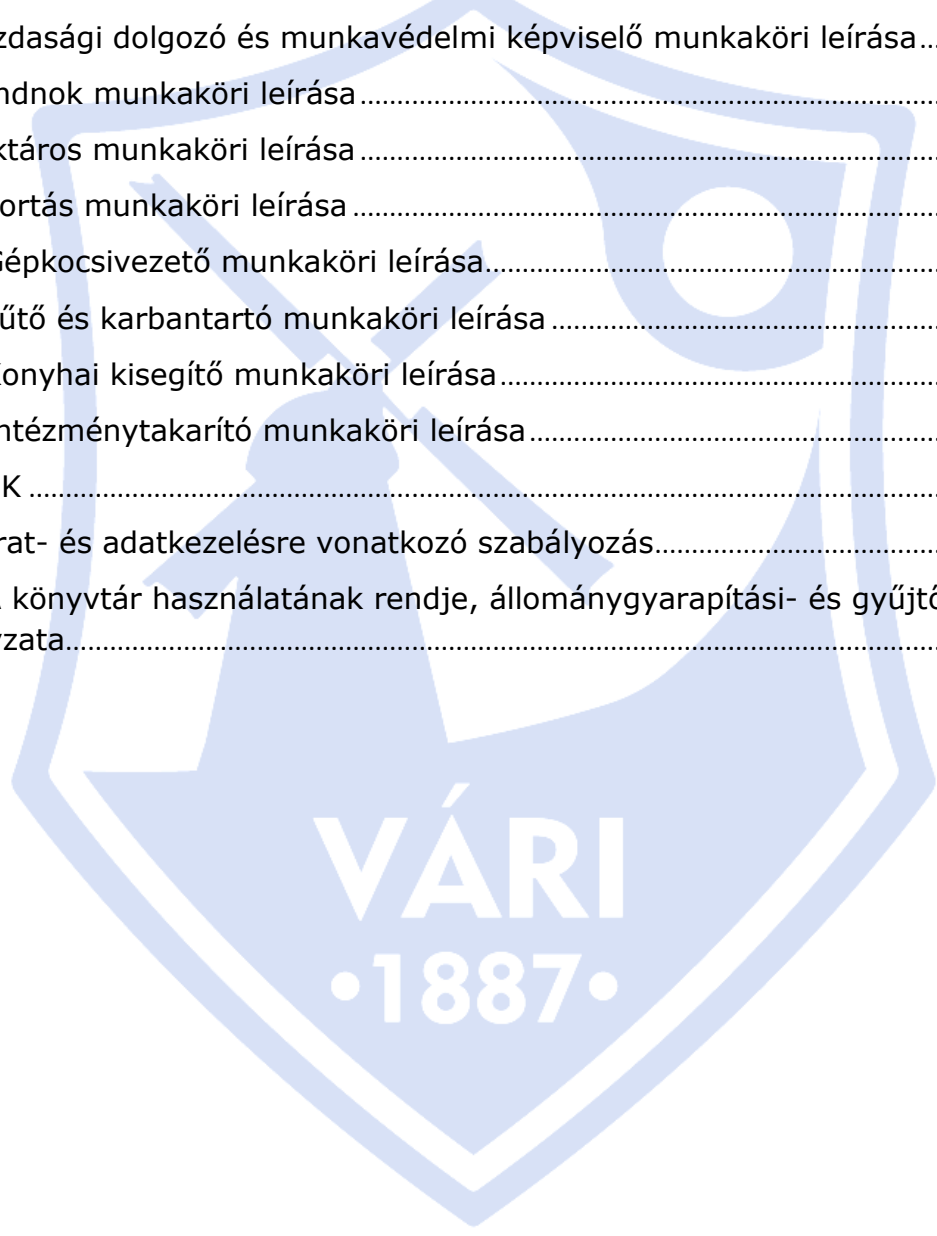 zdasági dolgozó és munkavédelmi képviselő munkaköri leírása...
ndnok munkaköri leírása...
ktáros munkaköri leírása...
ortás munkaköri leírása...
Gépkocsivezető munkaköri leírása...
űtő és karbantartó munkaköri leírása...
Konyhai kisegítő munkaköri leírása...
ntézménytakarító munkaköri leírása...
K...
rat- és adatkezelésre vonatkozó szabályozás...
A könyvtár használatának rendje, állománygyarapítási- és gyűjtő
zata...
VÁRI
•1887•